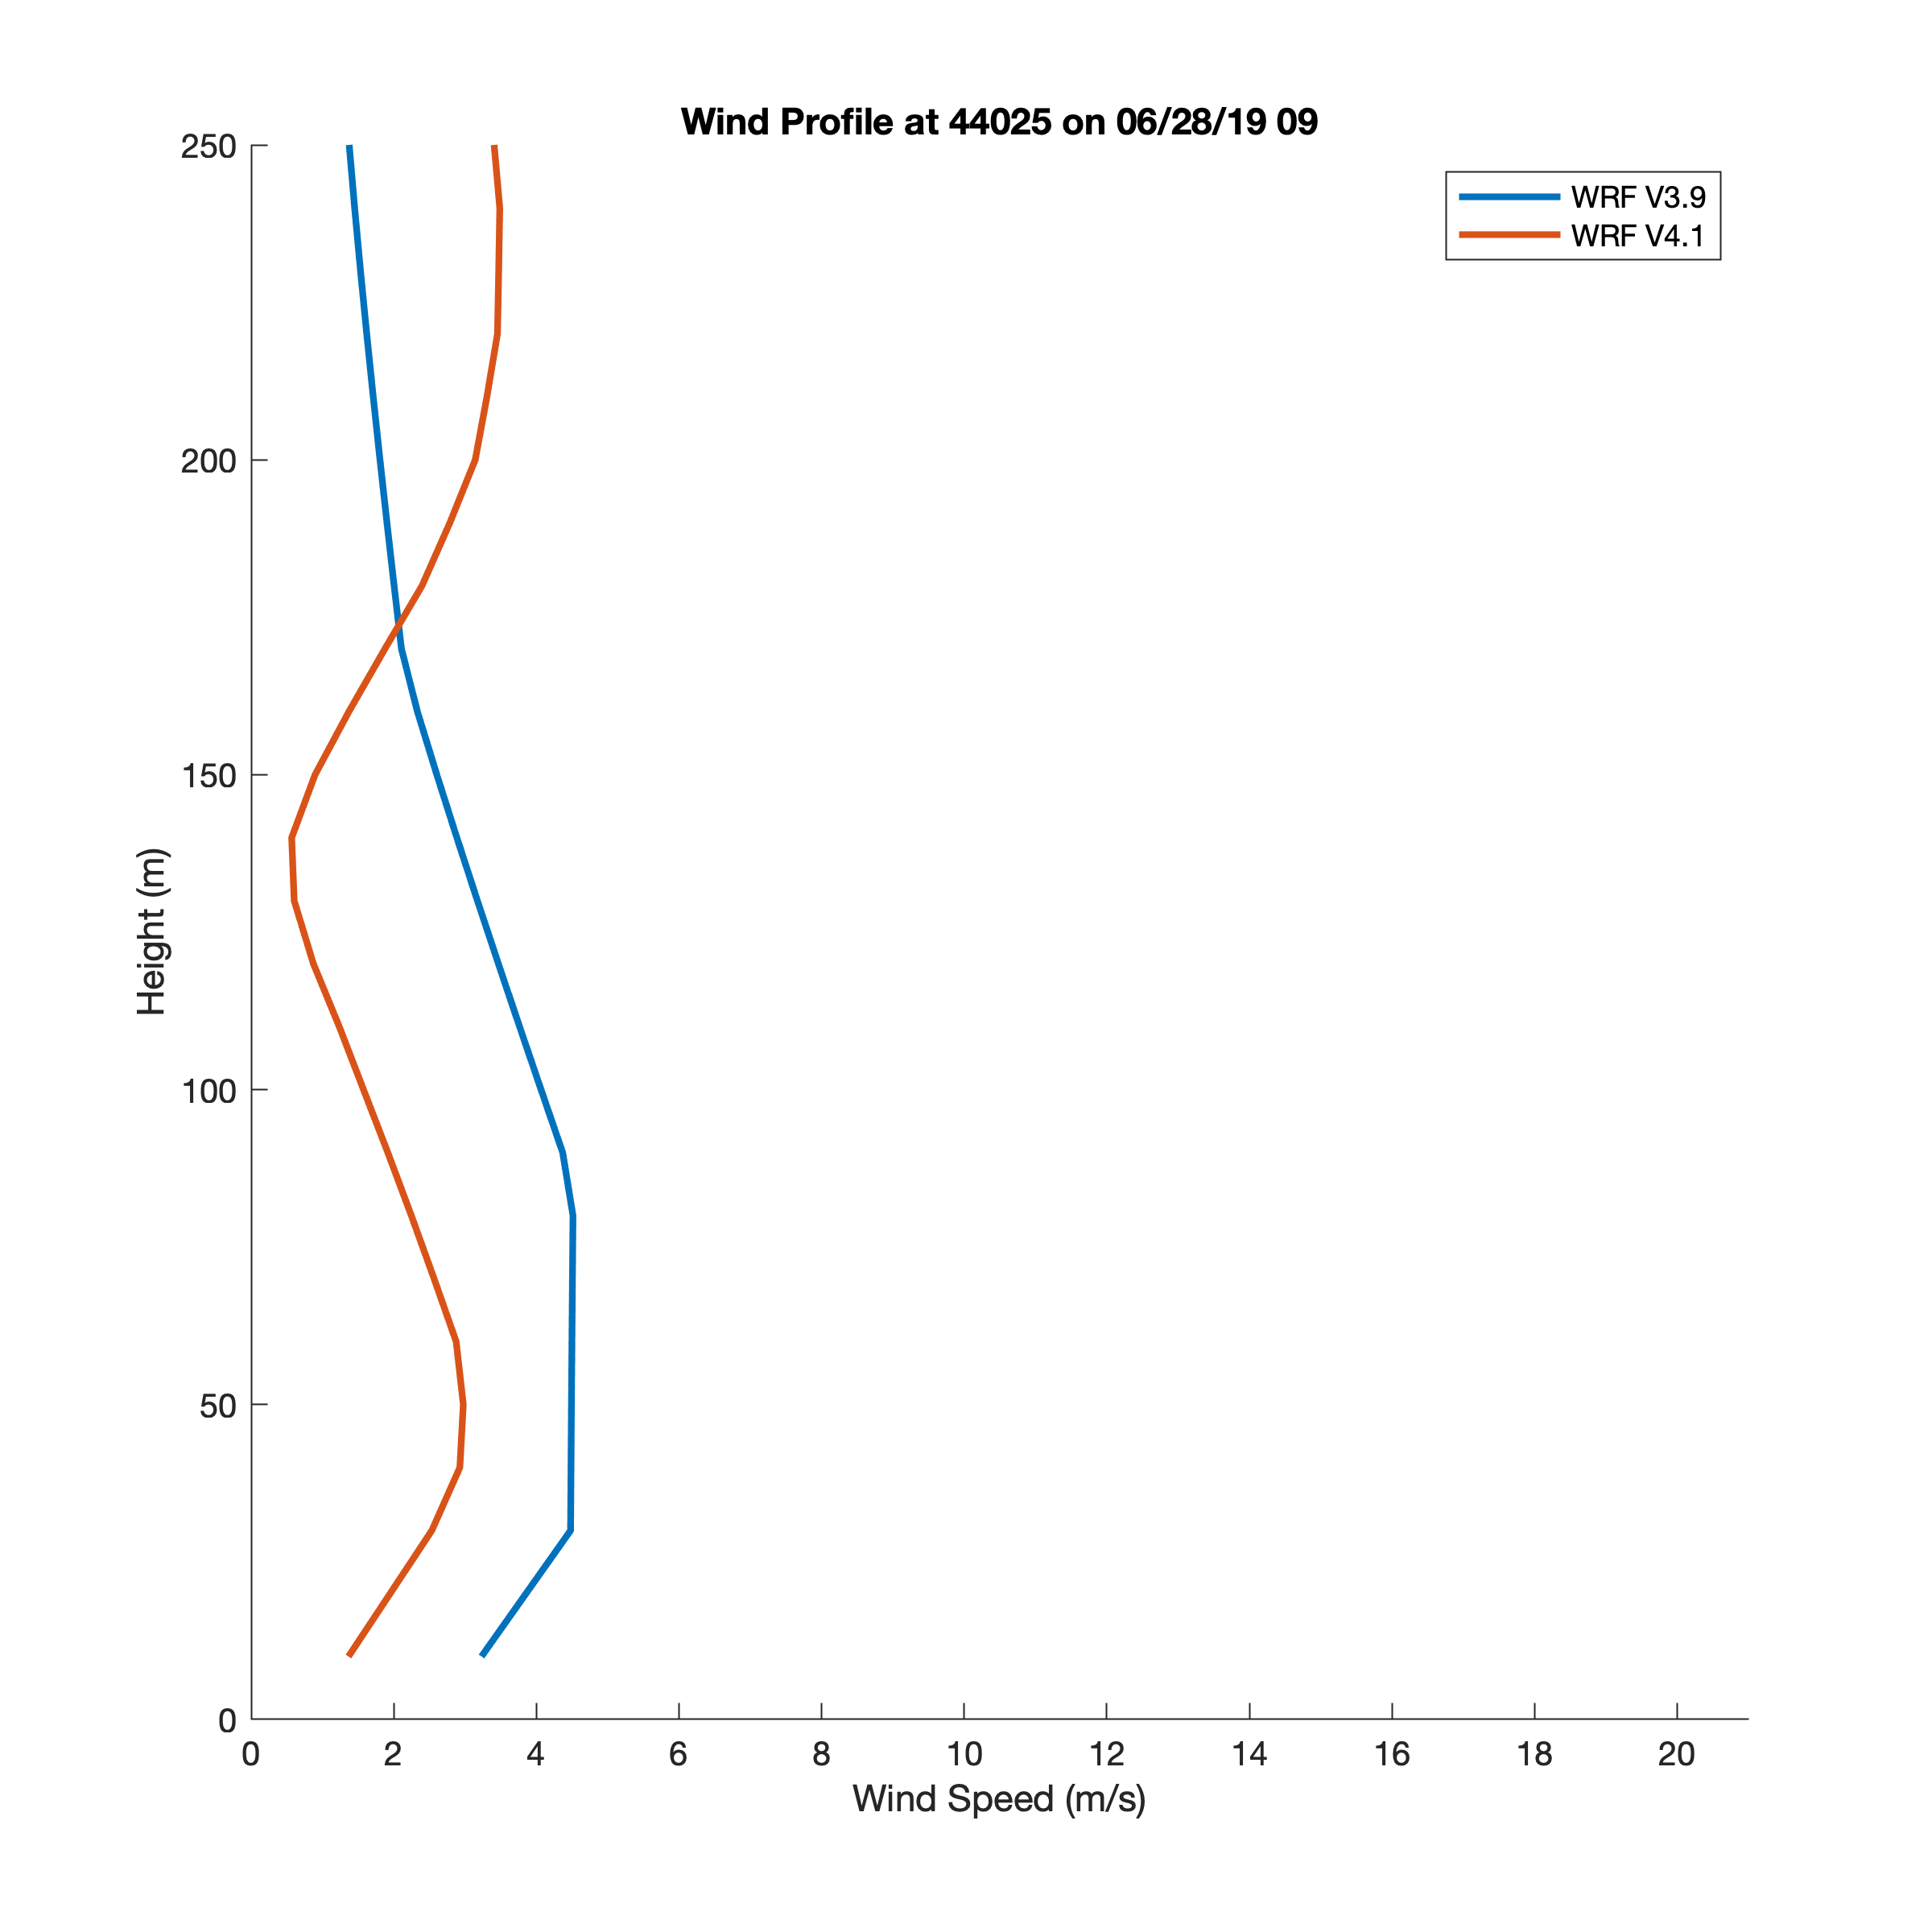 Wind Profile at 44025 on 06/28/19 09
WRF V3.9
WRF V4.1
250
200
150
100
50
0
Height (m)
0 2 4 6 8 10 12 14 16 18 20
Wind Speed (m/s)